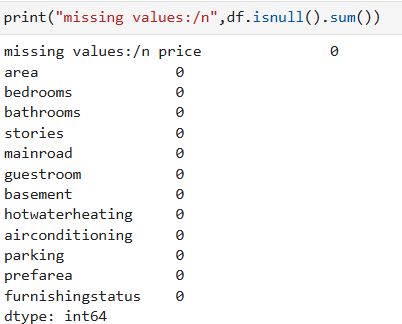 print("missing values:/n",df.isnull().sum())
missing values:/n price 0
area 0
bedrooms 0
bathrooms 0
stories 0
mainroad 0
guestroom 0
basement 0
hotwaterheating 0
airconditioning 0
parking 0
prefarea 0
furnishingstatus 0
dtype: int64